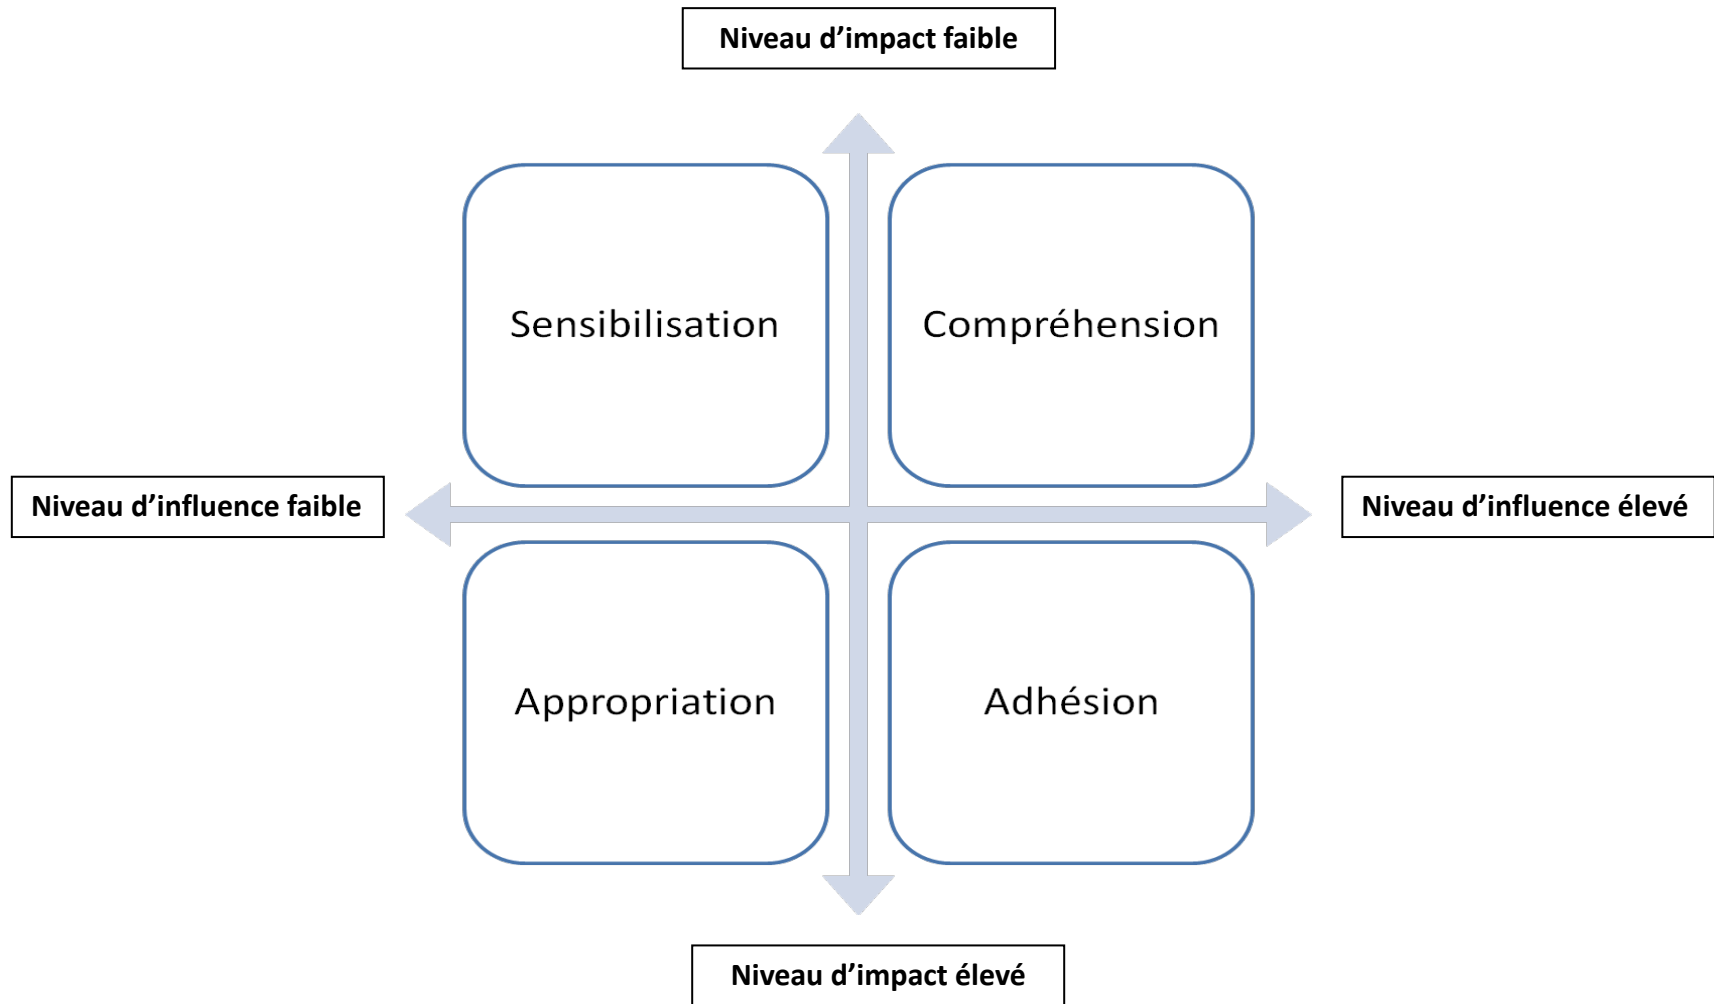 Niveau d’impact faible
Sensibilisation
Compréhension
Niveau d’influence faible
Niveau d’influence élevé
Appropriation
Adhésion
Niveau d’impact élevé